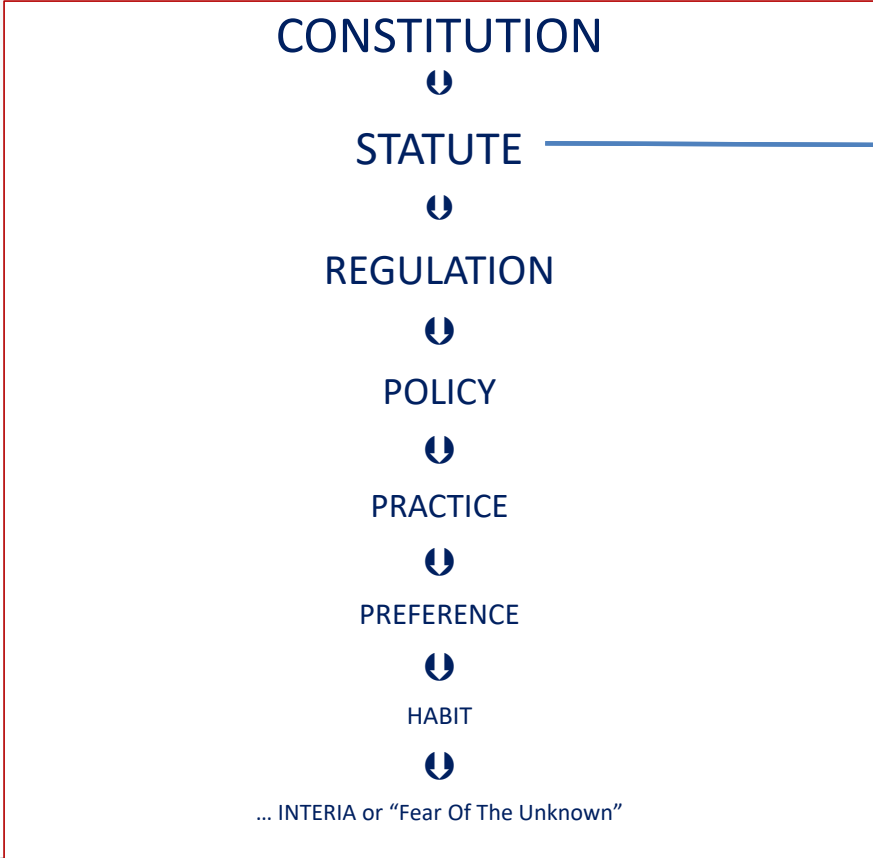 CONSTITUTION
STATUTE
REGULATION
POLICY
PRACTICE
PREFERENCE
HABIT
... INTERIA or “Fear Of The Unknown”